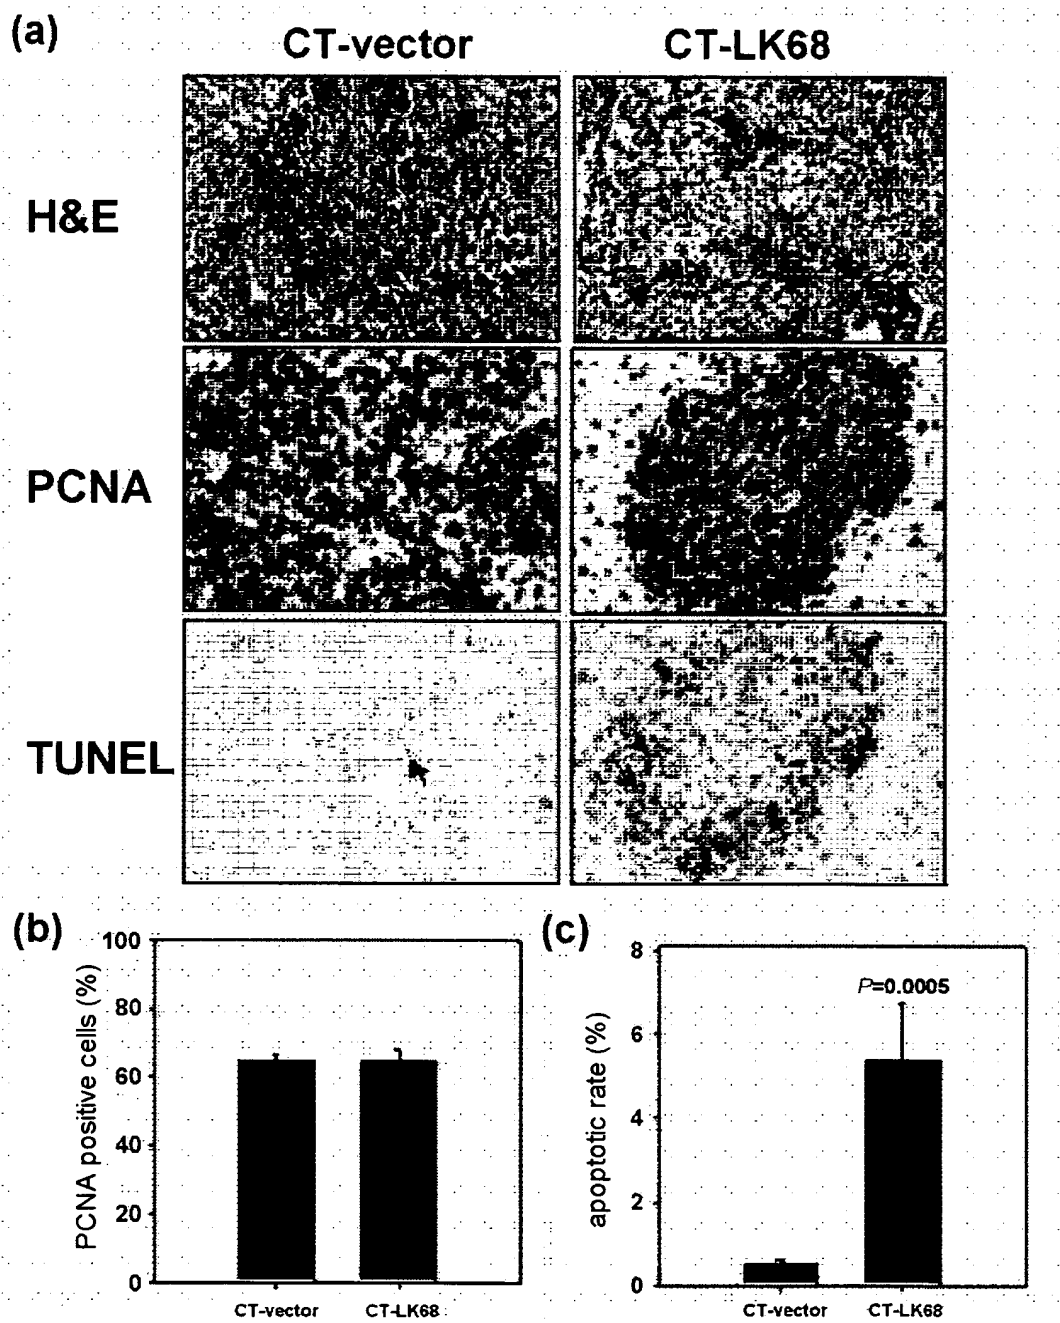 (a)
CT-vector CT-LK68
H&E
PCNA
TUNEL
(b)
100
80
60
40
20
0
PCNA positive cells (%)
CT-vector CT-LK68
(c)
8
6
4
2
0
apoptotic rate (%)
P=0.0005
CT-vector CT-LK68